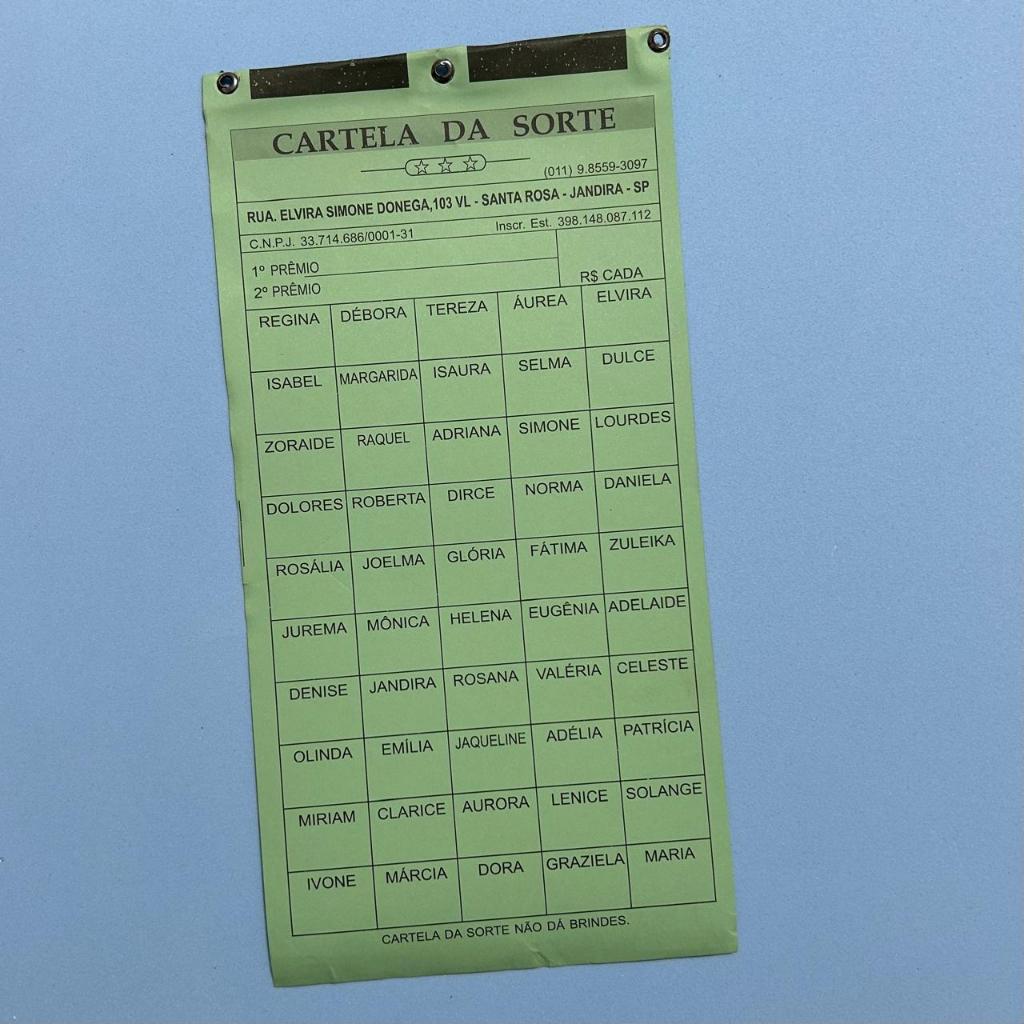 CARTELA DA SORTE
(011) 9.8559-3097
RUA. ELVIRA SIMONE DONEGA,103 VL - SANTA ROSA - JANDIRA - SP
C.N.P.J. 33.714.686/0001-31 Inscr. Est. 398.148.087.112
1º PRÊMIO
2º PRÊMIO R$ CADA
REGINA DÉBORA TEREZA ÁUREA ELVIRA
ISABEL MARGARIDA ISAURA SELMA DULCE
ZORAIDE RAQUEL ADRIANA SIMONE LOURDES
DOLORES ROBERTA DIRCE NORMA DANIELA
ROSÁLIA JOELMA GLÓRIA FÁTIMA ZULEIKA
JUREMA MÔNICA HELENA EUGÊNIA ADELAIDE
DENISE JANDIRA ROSANA VALÉRIA CELESTE
OLINDA EMÍLIA JAQUELINE ADÉLIA PATRÍCIA
MIRIAM CLARICE AURORA LENICE SOLANGE
IVONE MÁRCIA DORA GRAZIELA MARIA
CARTELA DA SORTE NÃO DÁ BRINDES.